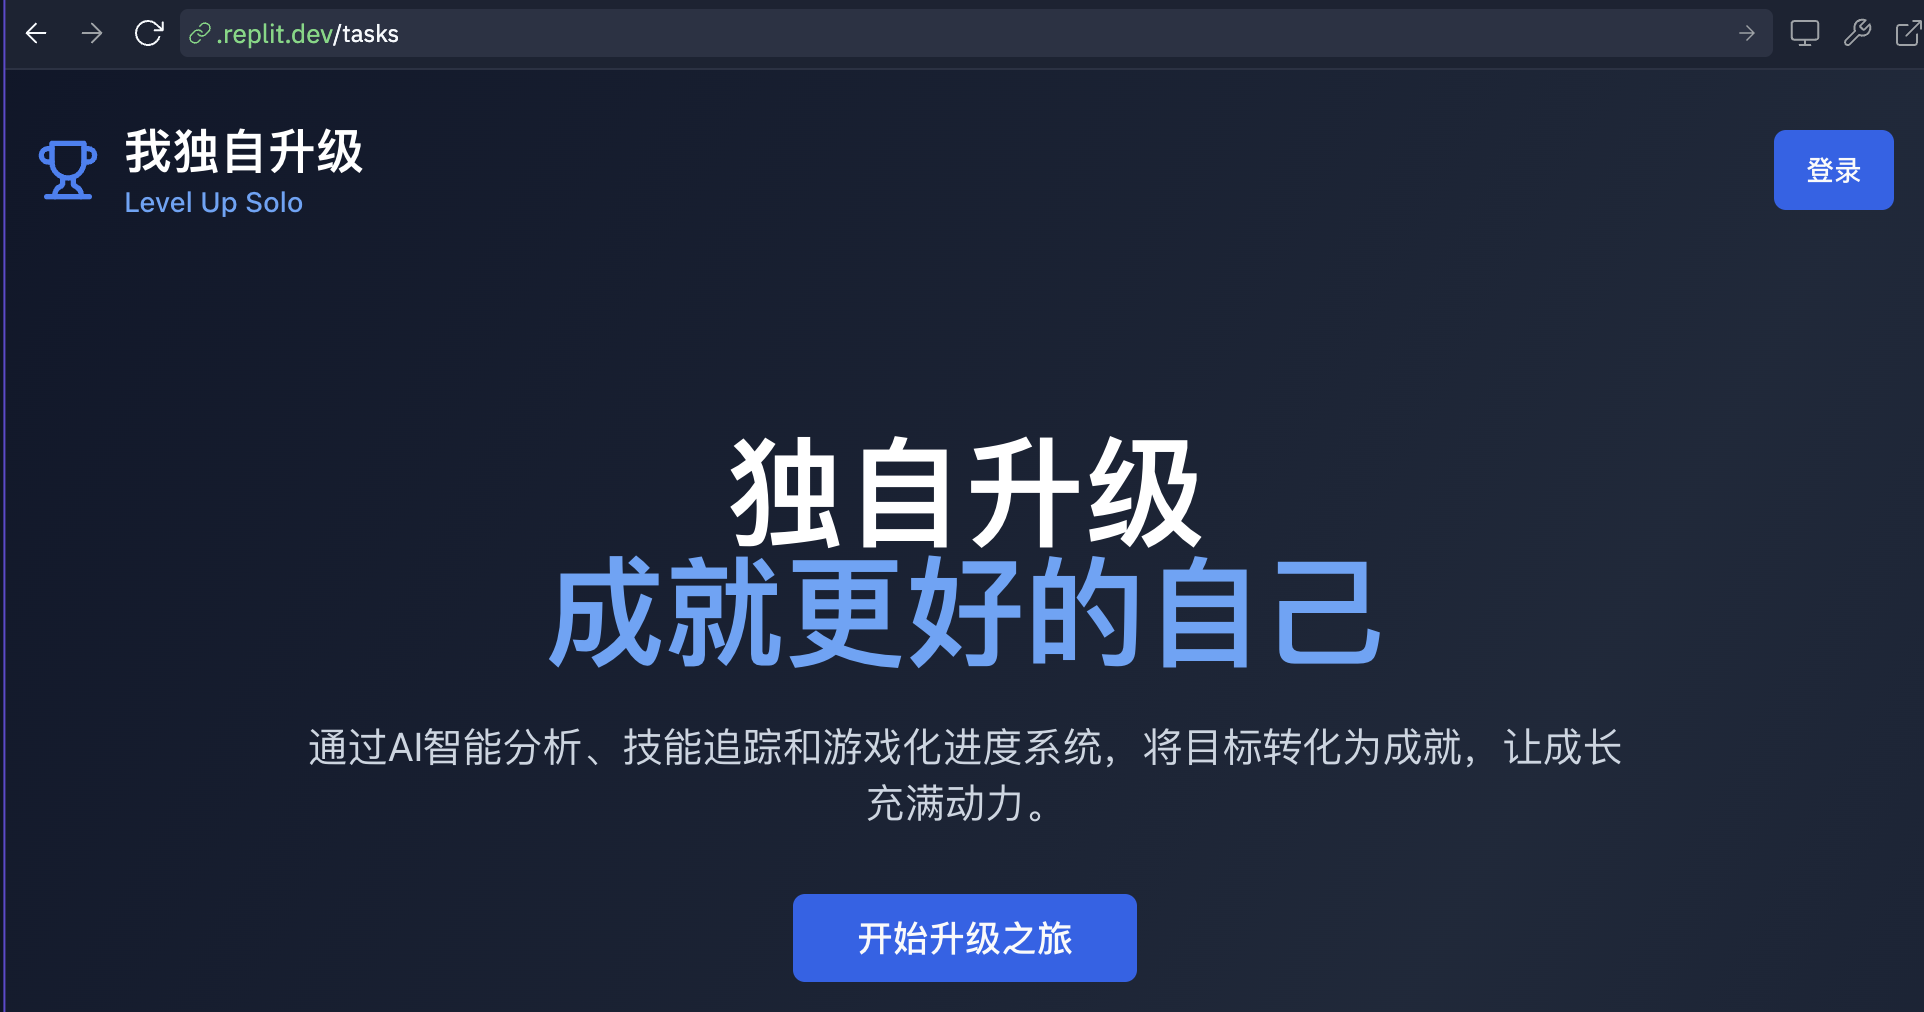 .replit.dev/tasks
我独自升级
Level Up Solo
登录
独自升级
成就更好的自己
通过AI智能分析、技能追踪和游戏化进度系统，将目标转化为成就，让成长
充满动力。
开始升级之旅